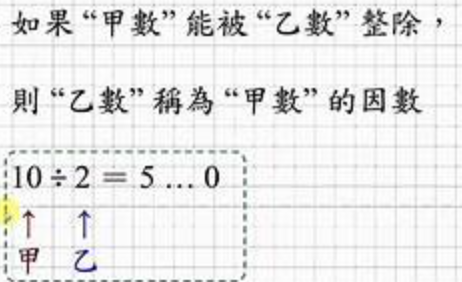 如果“甲數”能被“乙數”整除，
則“乙數”稱為“甲數”的因數
10÷2＝5…0
↑ ↑
甲 乙